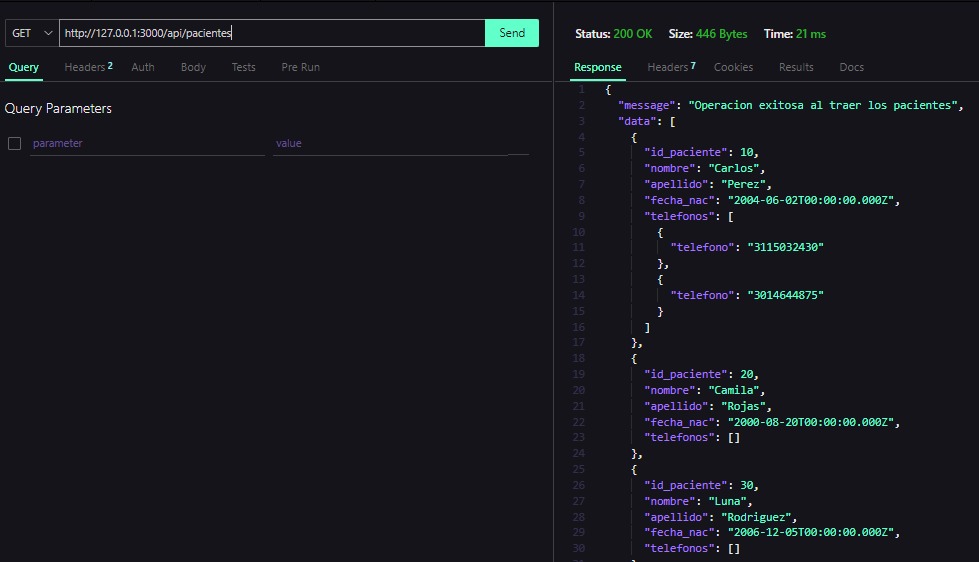 GET http://127.0.0.1:3000/api/pacientes Send
Query Headers 2 Auth Body Tests Pre Run
Query Parameters
parameter value
Status: 200 OK Size: 446 Bytes Time: 21 ms
Response Headers 7 Cookies Results Docs
1 {
2 "message": "Operacion exitosa al traer los pacientes",
3 "data": [
4 {
5 "id_paciente": 10,
6 "nombre": "Carlos",
7 "apellido": "Perez",
8 "fecha_nac": "2004-06-02T00:00:00.000Z",
9 "telefonos": [
10 {
11 "telefono": "3115032430"
12 },
13 {
14 "telefono": "3014644875"
15 }
16 ]
17 },
18 {
19 "id_paciente": 20,
20 "nombre": "Camila",
21 "apellido": "Rojas",
22 "fecha_nac": "2000-08-20T00:00:00.000Z",
23 "telefonos": []
24 },
25 {
26 "id_paciente": 30,
27 "nombre": "Luna",
28 "apellido": "Rodriguez",
29 "fecha_nac": "2006-12-05T00:00:00.000Z",
30 "telefonos": []